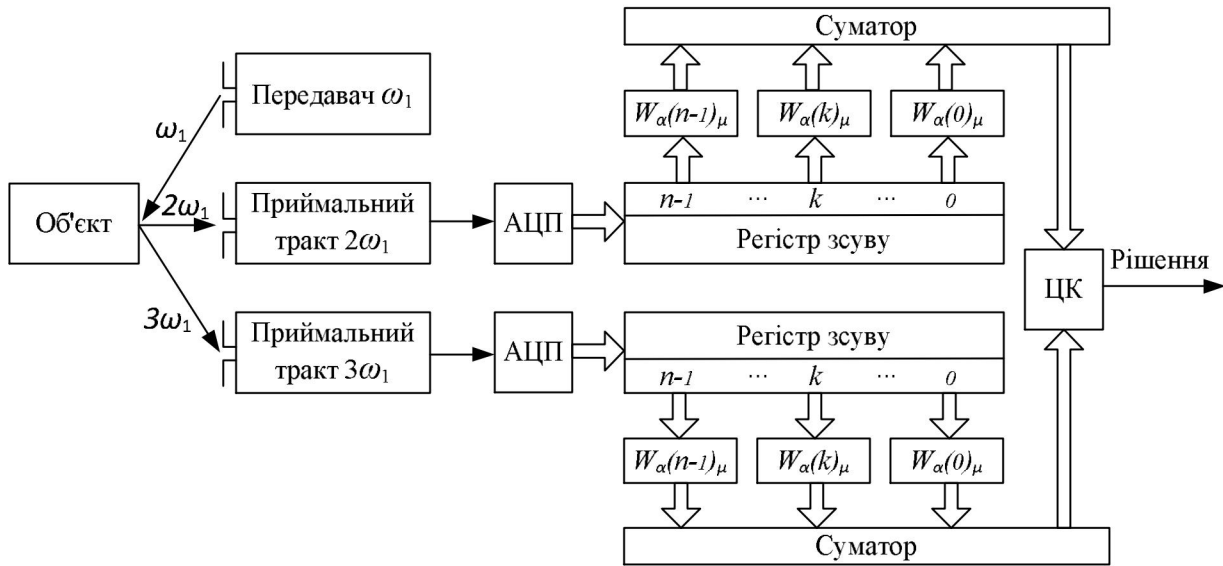 Суматор
Передавач ω₁
ω₁
Wα(n-1)μ
Wα(k)μ
Wα(0)μ
Об'єкт
2ω₁
Приймальний
тракт 2ω₁
АЦП
n-1 ... k ... 0
Регістр зсуву
ЦК
Рішення
3ω₁
Приймальний
тракт 3ω₁
АЦП
Регістр зсуву
n-1 ... k ... 0
Wα(n-1)μ
Wα(k)μ
Wα(0)μ
Суматор